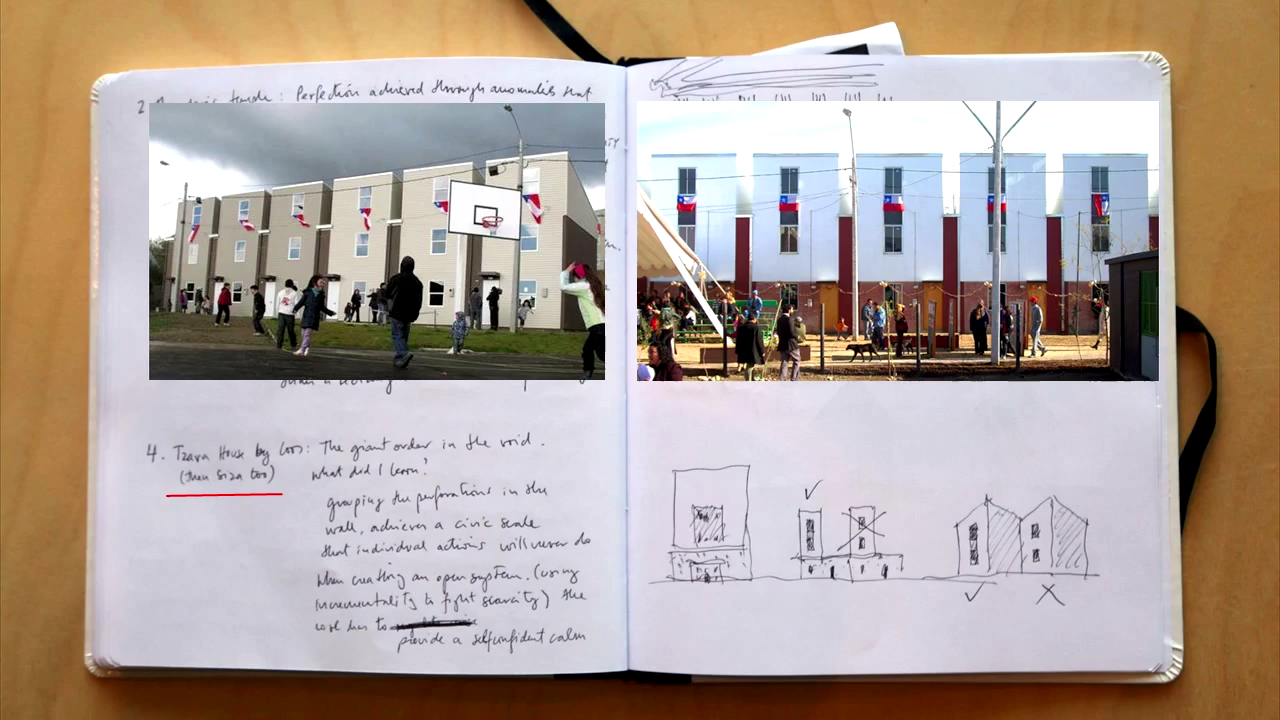 2. : Perfection achieved through anomalies that
4. Tzara House by Loos: The giant order in the void.
(then Siza too) What did I learn?
grouping the perforations in the
wall, achieves a civic scale
that individual actions will never do
When creating an open system, (using
incrementality to fight scarcity) the
has to
provide a selfconfident calm